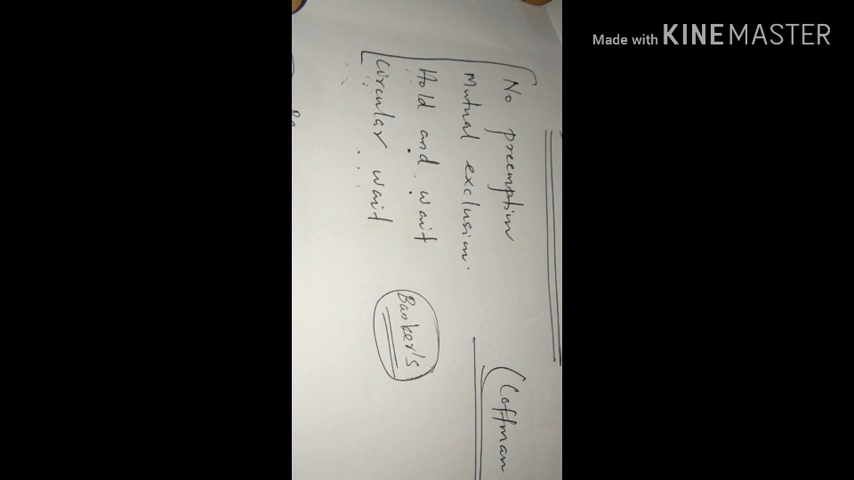 Made with KINEMASTER
No preemption
Mutual exclusion.
(Coffman
Hold and wait
Circular wait
Banker's